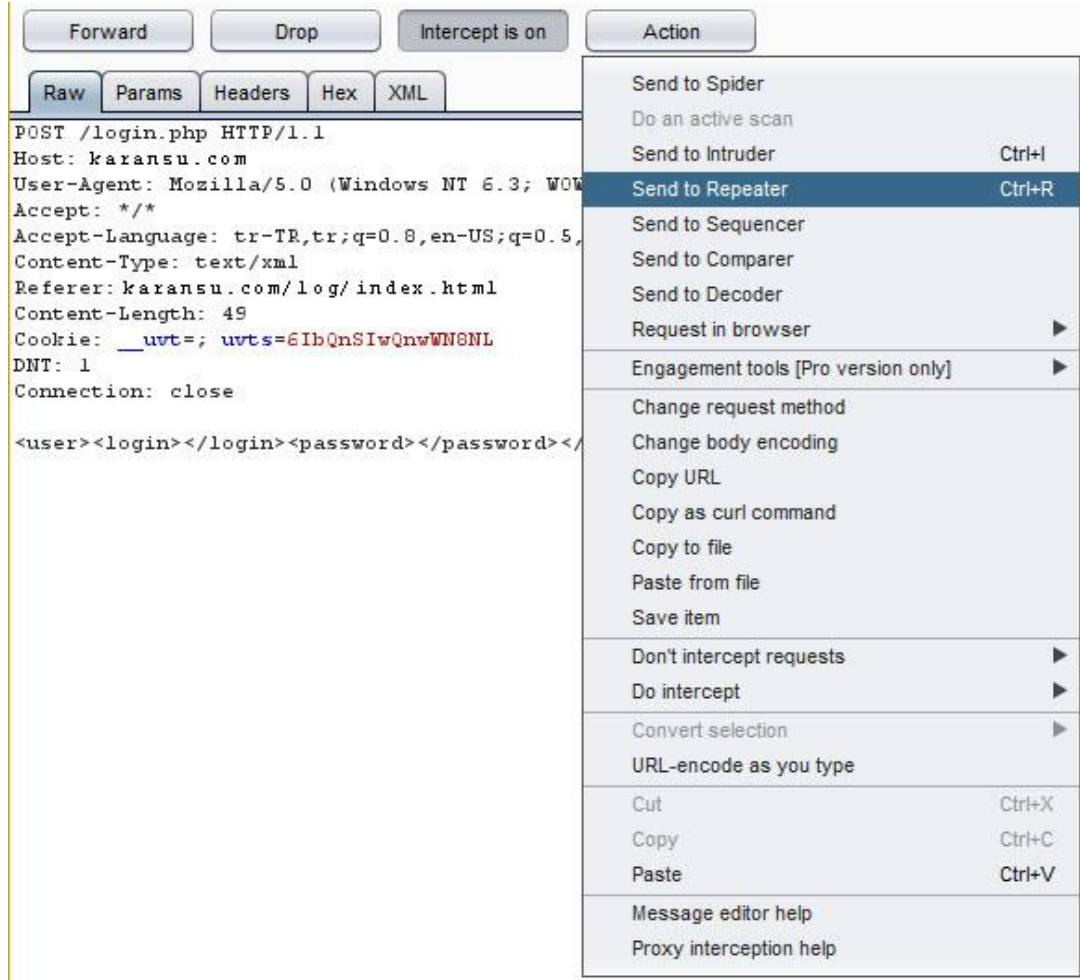 Forward Drop Intercept is on Action
Raw Params Headers Hex XML
POST /login.php HTTP/1.1
Host: karansu.com
User-Agent: Mozilla/5.0 (Windows NT 6.3; WOW
Accept: */*
Accept-Language: tr-TR,tr;q=0.8,en-US;q=0.5,
Content-Type: text/xml
Referer: karansu.com/log/index.html
Content-Length: 49
Cookie: __uvt=; uvts=6IbQnSIwQnwWN8NL
DNT: 1
Connection: close
<user><login></login><password></password></
Send to Spider
Do an active scan
Send to Intruder Ctrl+I
Send to Repeater Ctrl+R
Send to Sequencer
Send to Comparer
Send to Decoder
Request in browser
Engagement tools [Pro version only]
Change request method
Change body encoding
Copy URL
Copy as curl command
Copy to file
Paste from file
Save item
Don't intercept requests
Do intercept
Convert selection
URL-encode as you type
Cut Ctrl+X
Copy Ctrl+C
Paste Ctrl+V
Message editor help
Proxy interception help